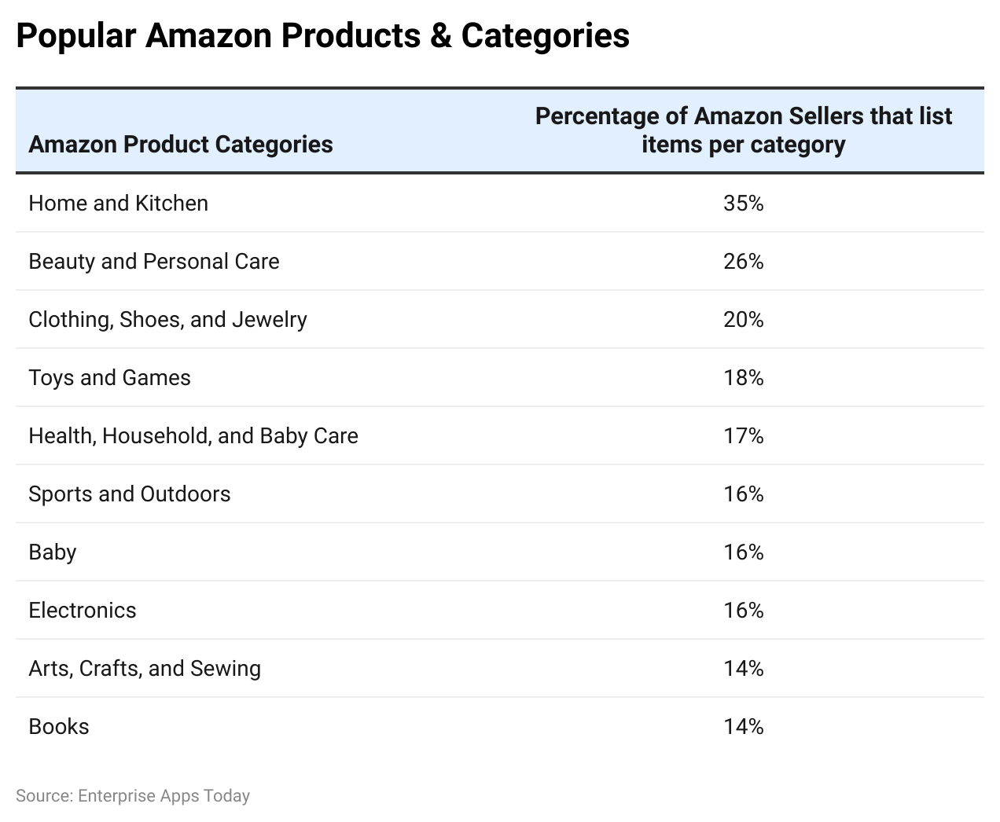 Popular Amazon Products & Categories
Percentage of Amazon Sellers that list
Amazon Product Categories items per category
Home and Kitchen 35%
Beauty and Personal Care 26%
Clothing, Shoes, and Jewelry 20%
Toys and Games 18%
Health, Household, and Baby Care 17%
Sports and Outdoors 16%
Baby 16%
Electronics 16%
Arts, Crafts, and Sewing 14%
Books 14%
Source: Enterprise Apps Today